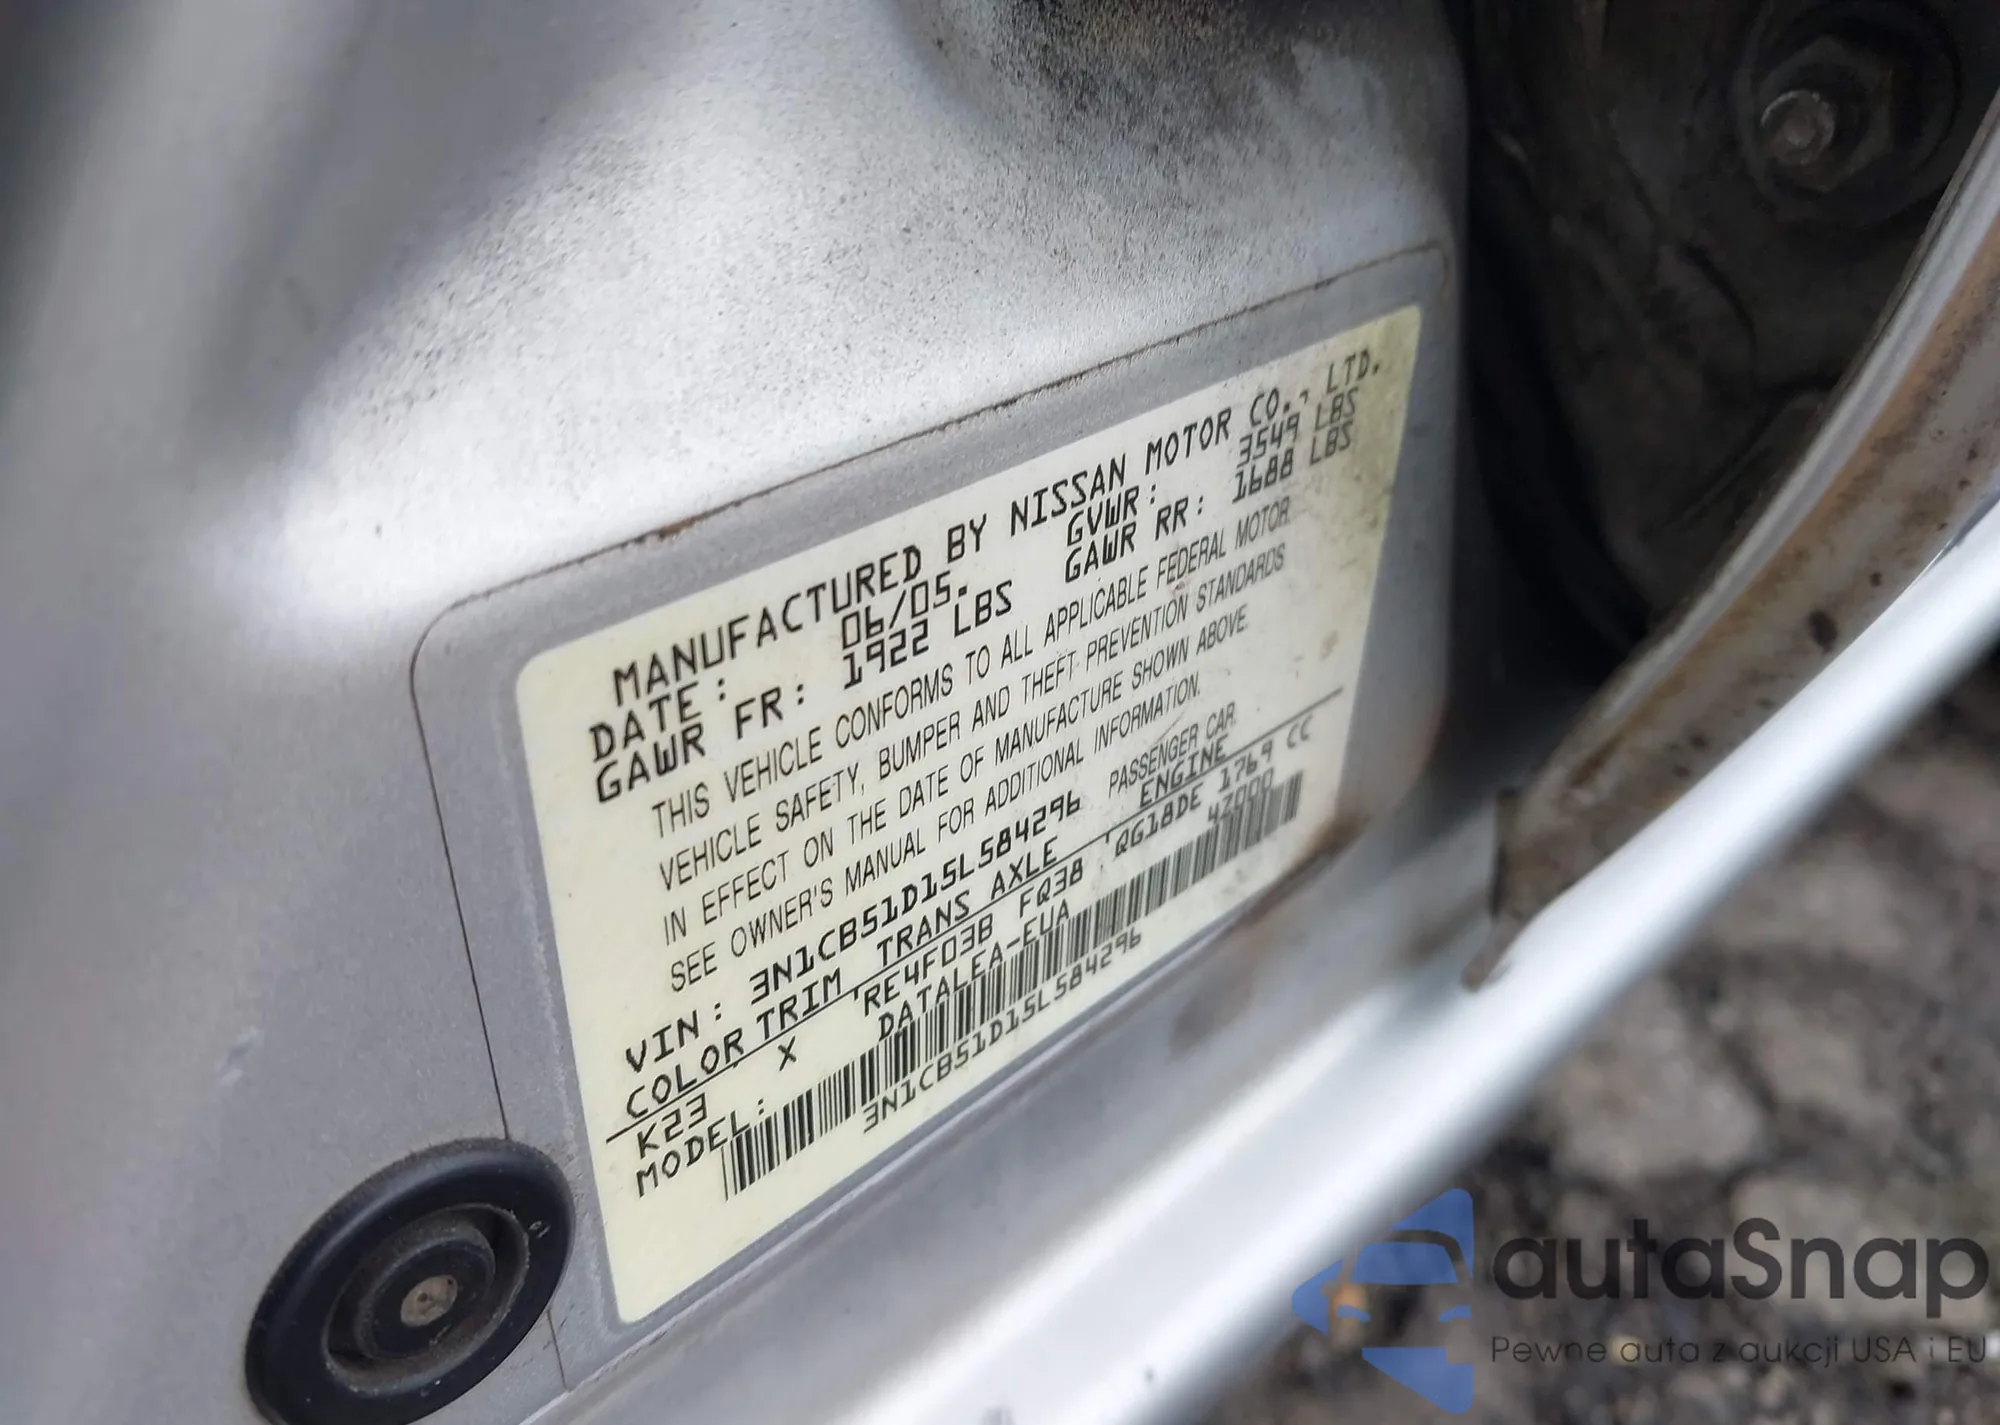 MANUFACTURED BY NISSAN MOTOR CO., LTD.
DATE: 06/05. GVWR: 3549 LBS
GAWR FR: 1922 LBS GAWR RR: 1688 LBS
THIS VEHICLE CONFORMS TO ALL APPLICABLE FEDERAL MOTOR
VEHICLE SAFETY, BUMPER AND THEFT PREVENTION STANDARDS
IN EFFECT ON THE DATE OF MANUFACTURE SHOWN ABOVE.
SEE OWNER'S MANUAL FOR ADDITIONAL INFORMATION.
VIN: 3N1CB51D15L584296 PASSENGER CAR.
COLOR TRIM TRANS AXLE ENGINE
K23 X RE4F03B FQ38 QG18DE 1769 CC
MODEL: DATALEA-EUA 4Z000
3N1CB51D15L584296
autaSnap
Pewne auta z aukcji USA i EU